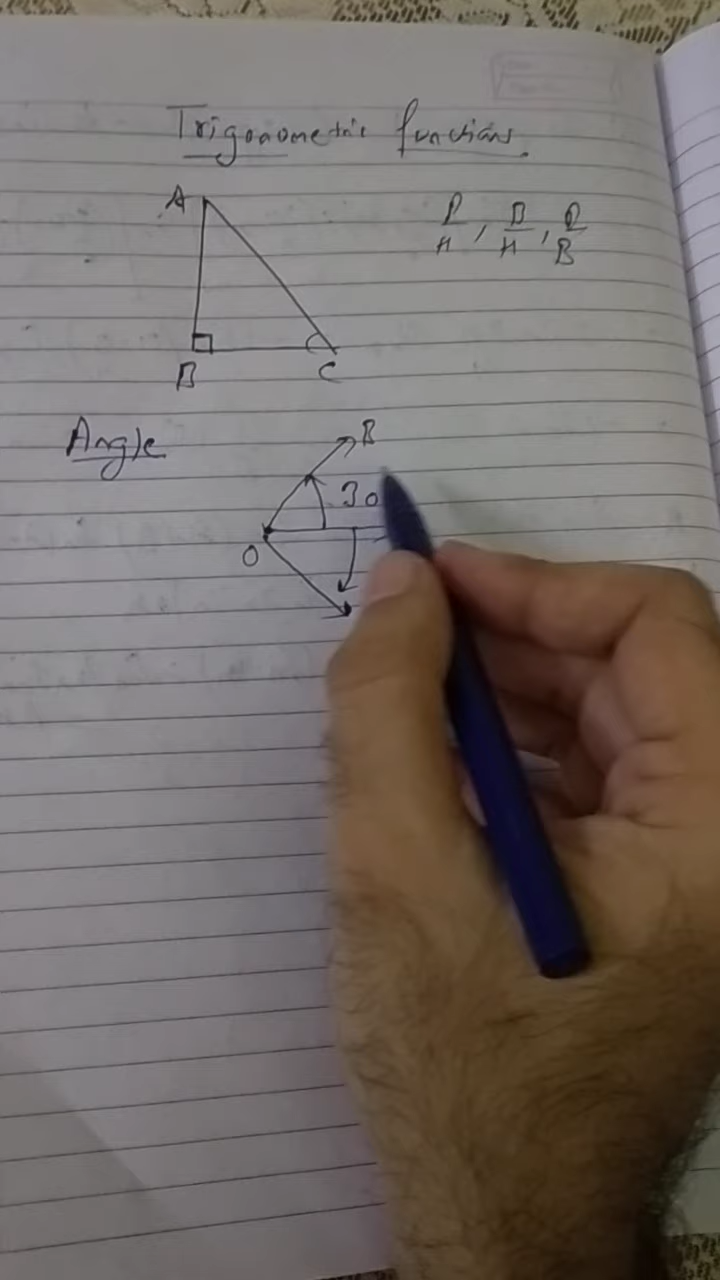 Trigonometric functions.
A
P/H, B/H, P/B
B C
Angle
B
30
O